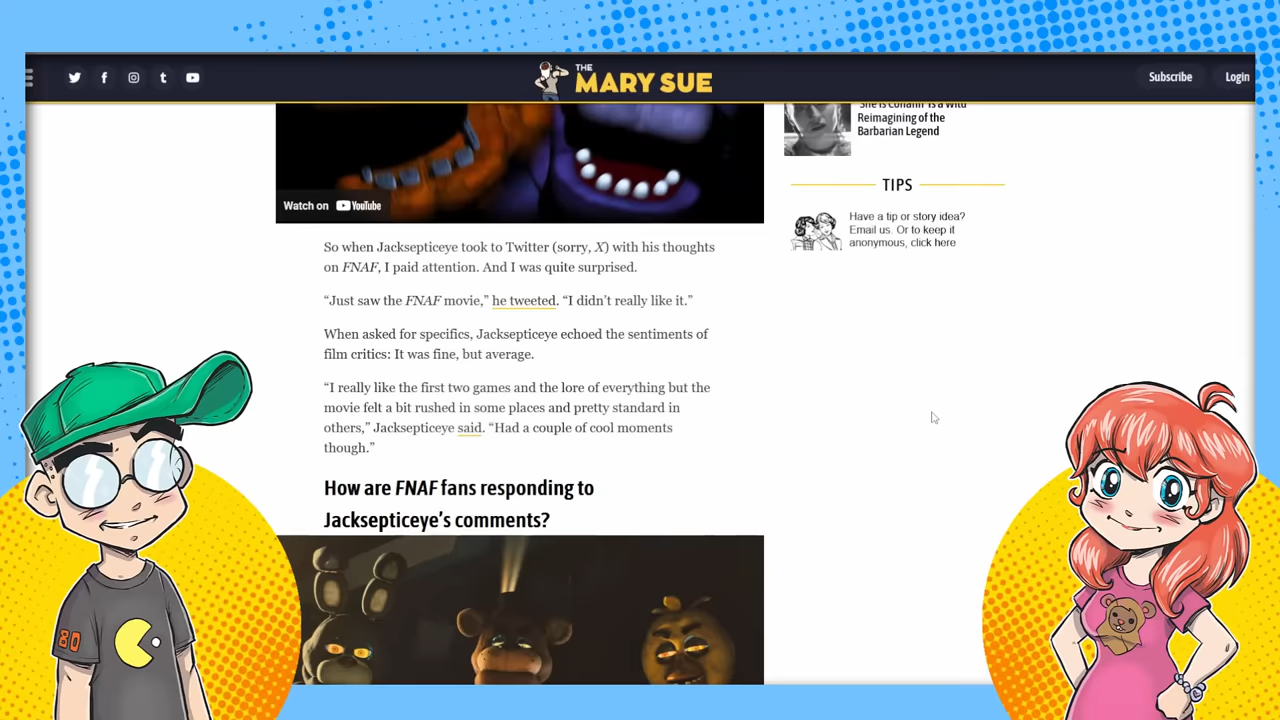 THE
MARY SUE
Subscribe
Login
Watch on YouTube
So when Jacksepticeye took to Twitter (sorry, X) with his thoughts
on FNAF, I paid attention. And I was quite surprised.
“Just saw the FNAF movie,” he tweeted. “I didn’t really like it.”
When asked for specifics, Jacksepticeye echoed the sentiments of
film critics: It was fine, but average.
“I really like the first two games and the lore of everything but the
movie felt a bit rushed in some places and pretty standard in
others,” Jacksepticeye said. “Had a couple of cool moments
though.”
How are FNAF fans responding to
Jacksepticeye’s comments?
‘She Is Conann’ Is a Wild
Reimagining of the
Barbarian Legend
TIPS
Have a tip or story idea?
Email us. Or to keep it
anonymous, click here
80